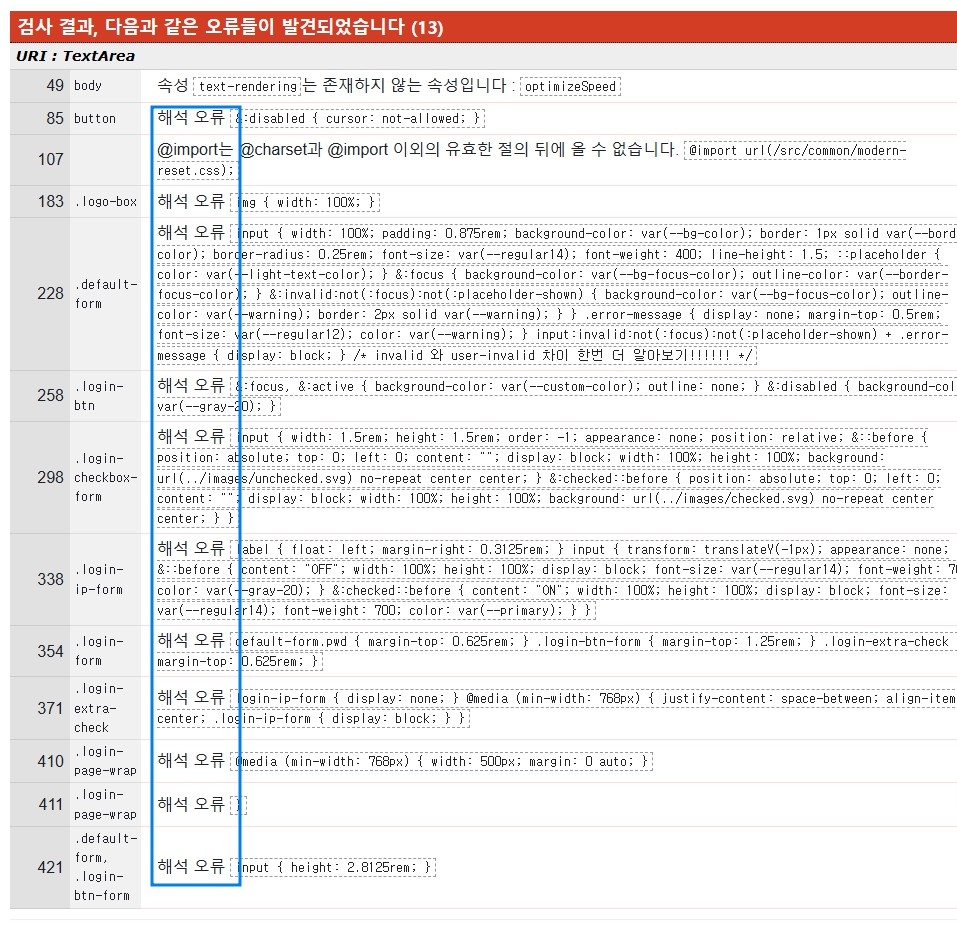 검사 결과, 다음과 같은 오류들이 발견되었습니다 (13)
URI : TextArea
49 body 속성 text-rendering는 존재하지 않는 속성입니다 : optimizeSpeed
85 button 해석 오류 &:disabled { cursor: not-allowed; }
107 @import는 @charset과 @import 이외의 유효한 절의 뒤에 올 수 없습니다. @import url(/src/common/modern-
reset.css);
183 .logo-box 해석 오류 img { width: 100%; }
228 .default-
form
해석 오류 input { width: 100%; padding: 0.875rem; background-color: var(--bg-color); border: 1px solid var(--bord
color); border-radius: 0.25rem; font-size: var(--regular14); font-weight: 400; line-height: 1.5; ::placeholder {
color: var(--light-text-color); } &:focus { background-color: var(--bg-focus-color); outline-color: var(--border-
focus-color); } &:invalid:not(:focus):not(:placeholder-shown) { background-color: var(--bg-focus-color); outline-
color: var(--warning); border: 2px solid var(--warning); } } .error-message { display: none; margin-top: 0.5rem;
font-size: var(--regular12); color: var(--warning); } input:invalid:not(:focus):not(:placeholder-shown) + .error-
message { display: block; } /* invalid 와 user-invalid 차이 한번 더 알아보기!!!!!! */
258 .login-
btn
해석 오류 &:focus, &:active { background-color: var(--custom-color); outline: none; } &:disabled { background-col
var(--gray-20); }
298 .login-
checkbox-
form
해석 오류 input { width: 1.5rem; height: 1.5rem; order: -1; appearance: none; position: relative; &::before {
position: absolute; top: 0; left: 0; content: ""; display: block; width: 100%; height: 100%; background:
url(../images/unchecked.svg) no-repeat center center; } &:checked::before { position: absolute; top: 0; left: 0;
content: ""; display: block; width: 100%; height: 100%; background: url(../images/checked.svg) no-repeat center
center; } }
338 .login-
ip-form
해석 오류 label { float: left; margin-right: 0.3125rem; } input { transform: translateY(-1px); appearance: none;
&::before { content: "OFF"; width: 100%; height: 100%; display: block; font-size: var(--regular14); font-weight: 70
color: var(--gray-20); } &:checked::before { content: "ON"; width: 100%; height: 100%; display: block; font-size:
var(--regular14); font-weight: 700; color: var(--primary); } }
354 .login-
form
해석 오류 default-form.pwd { margin-top: 0.625rem; } .login-btn-form { margin-top: 1.25rem; } .login-extra-check
margin-top: 0.625rem; }
371 .login-
extra-
check
해석 오류 login-ip-form { display: none; } @media (min-width: 768px) { justify-content: space-between; align-item
center; .login-ip-form { display: block; } }
410 .login-
page-wrap
해석 오류 @media (min-width: 768px) { width: 500px; margin: 0 auto; }
411 .login-
page-wrap
해석 오류 }
421 .default-
form,
.login-
btn-form
해석 오류 input { height: 2.8125rem; }